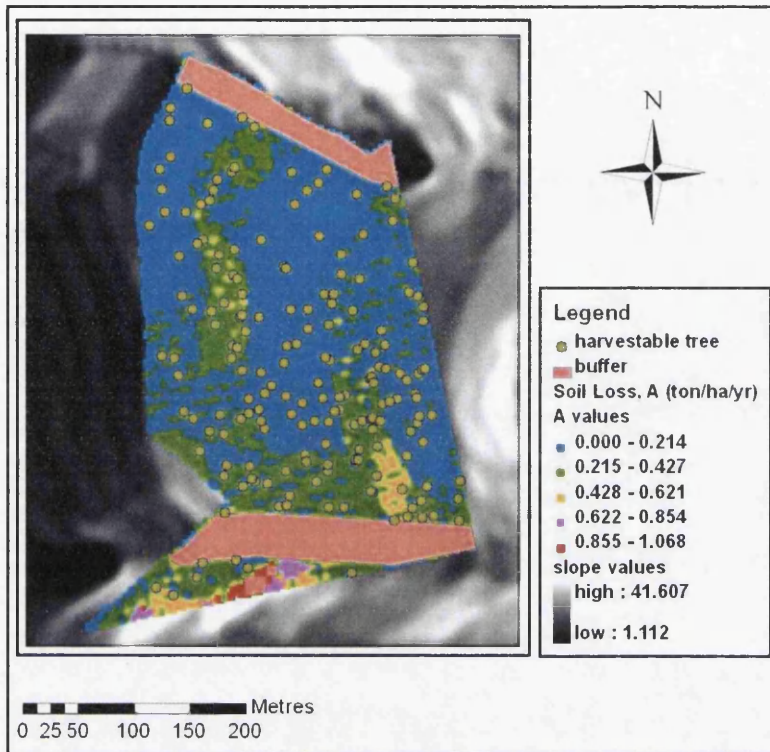 N
Legend
harvestable tree
buffer
Soil Loss, A (ton/ha/yr)
A values
0.000 - 0.214
0.215 - 0.427
0.428 - 0.621
0.622 - 0.854
0.855 - 1.068
slope values
high : 41.607
low : 1.112
Metres
0 25 50 100 150 200